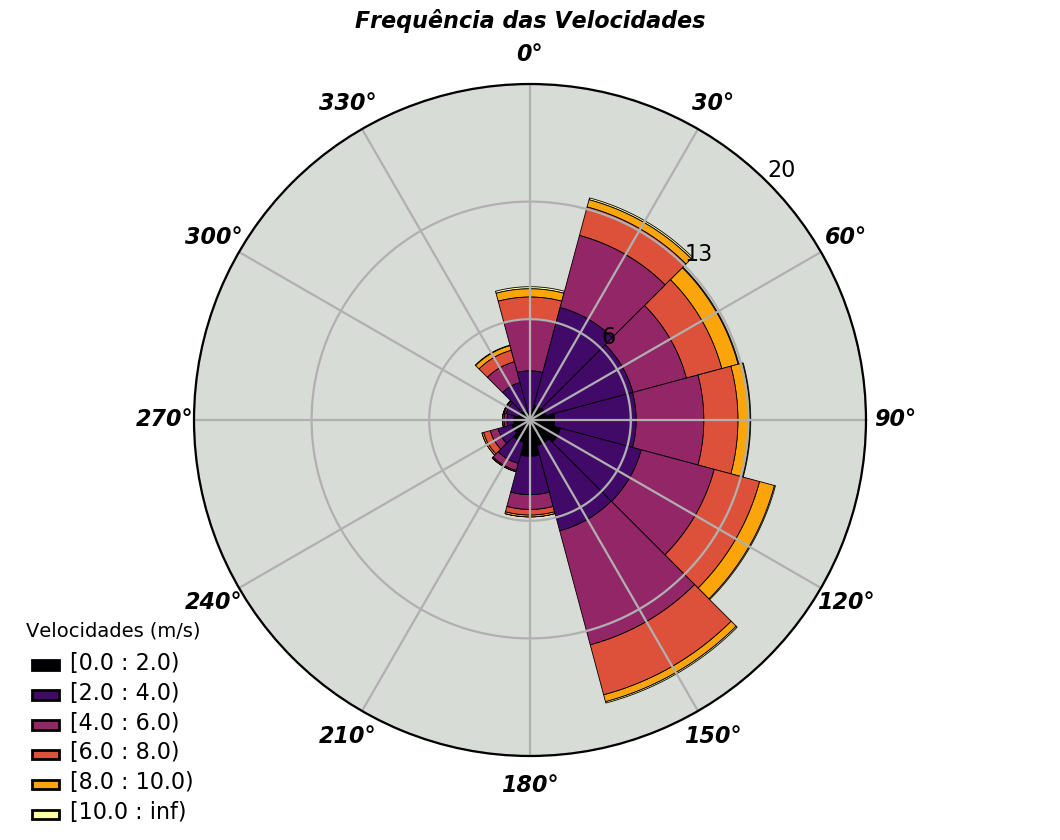 Frequência das Velocidades
0°
330°
30°
20
300°
60°
13
6
270°
90°
240°
120°
Velocidades (m/s)
[0.0 : 2.0)
[2.0 : 4.0)
[4.0 : 6.0)
[6.0 : 8.0)
[8.0 : 10.0)
[10.0 : inf)
210°
150°
180°